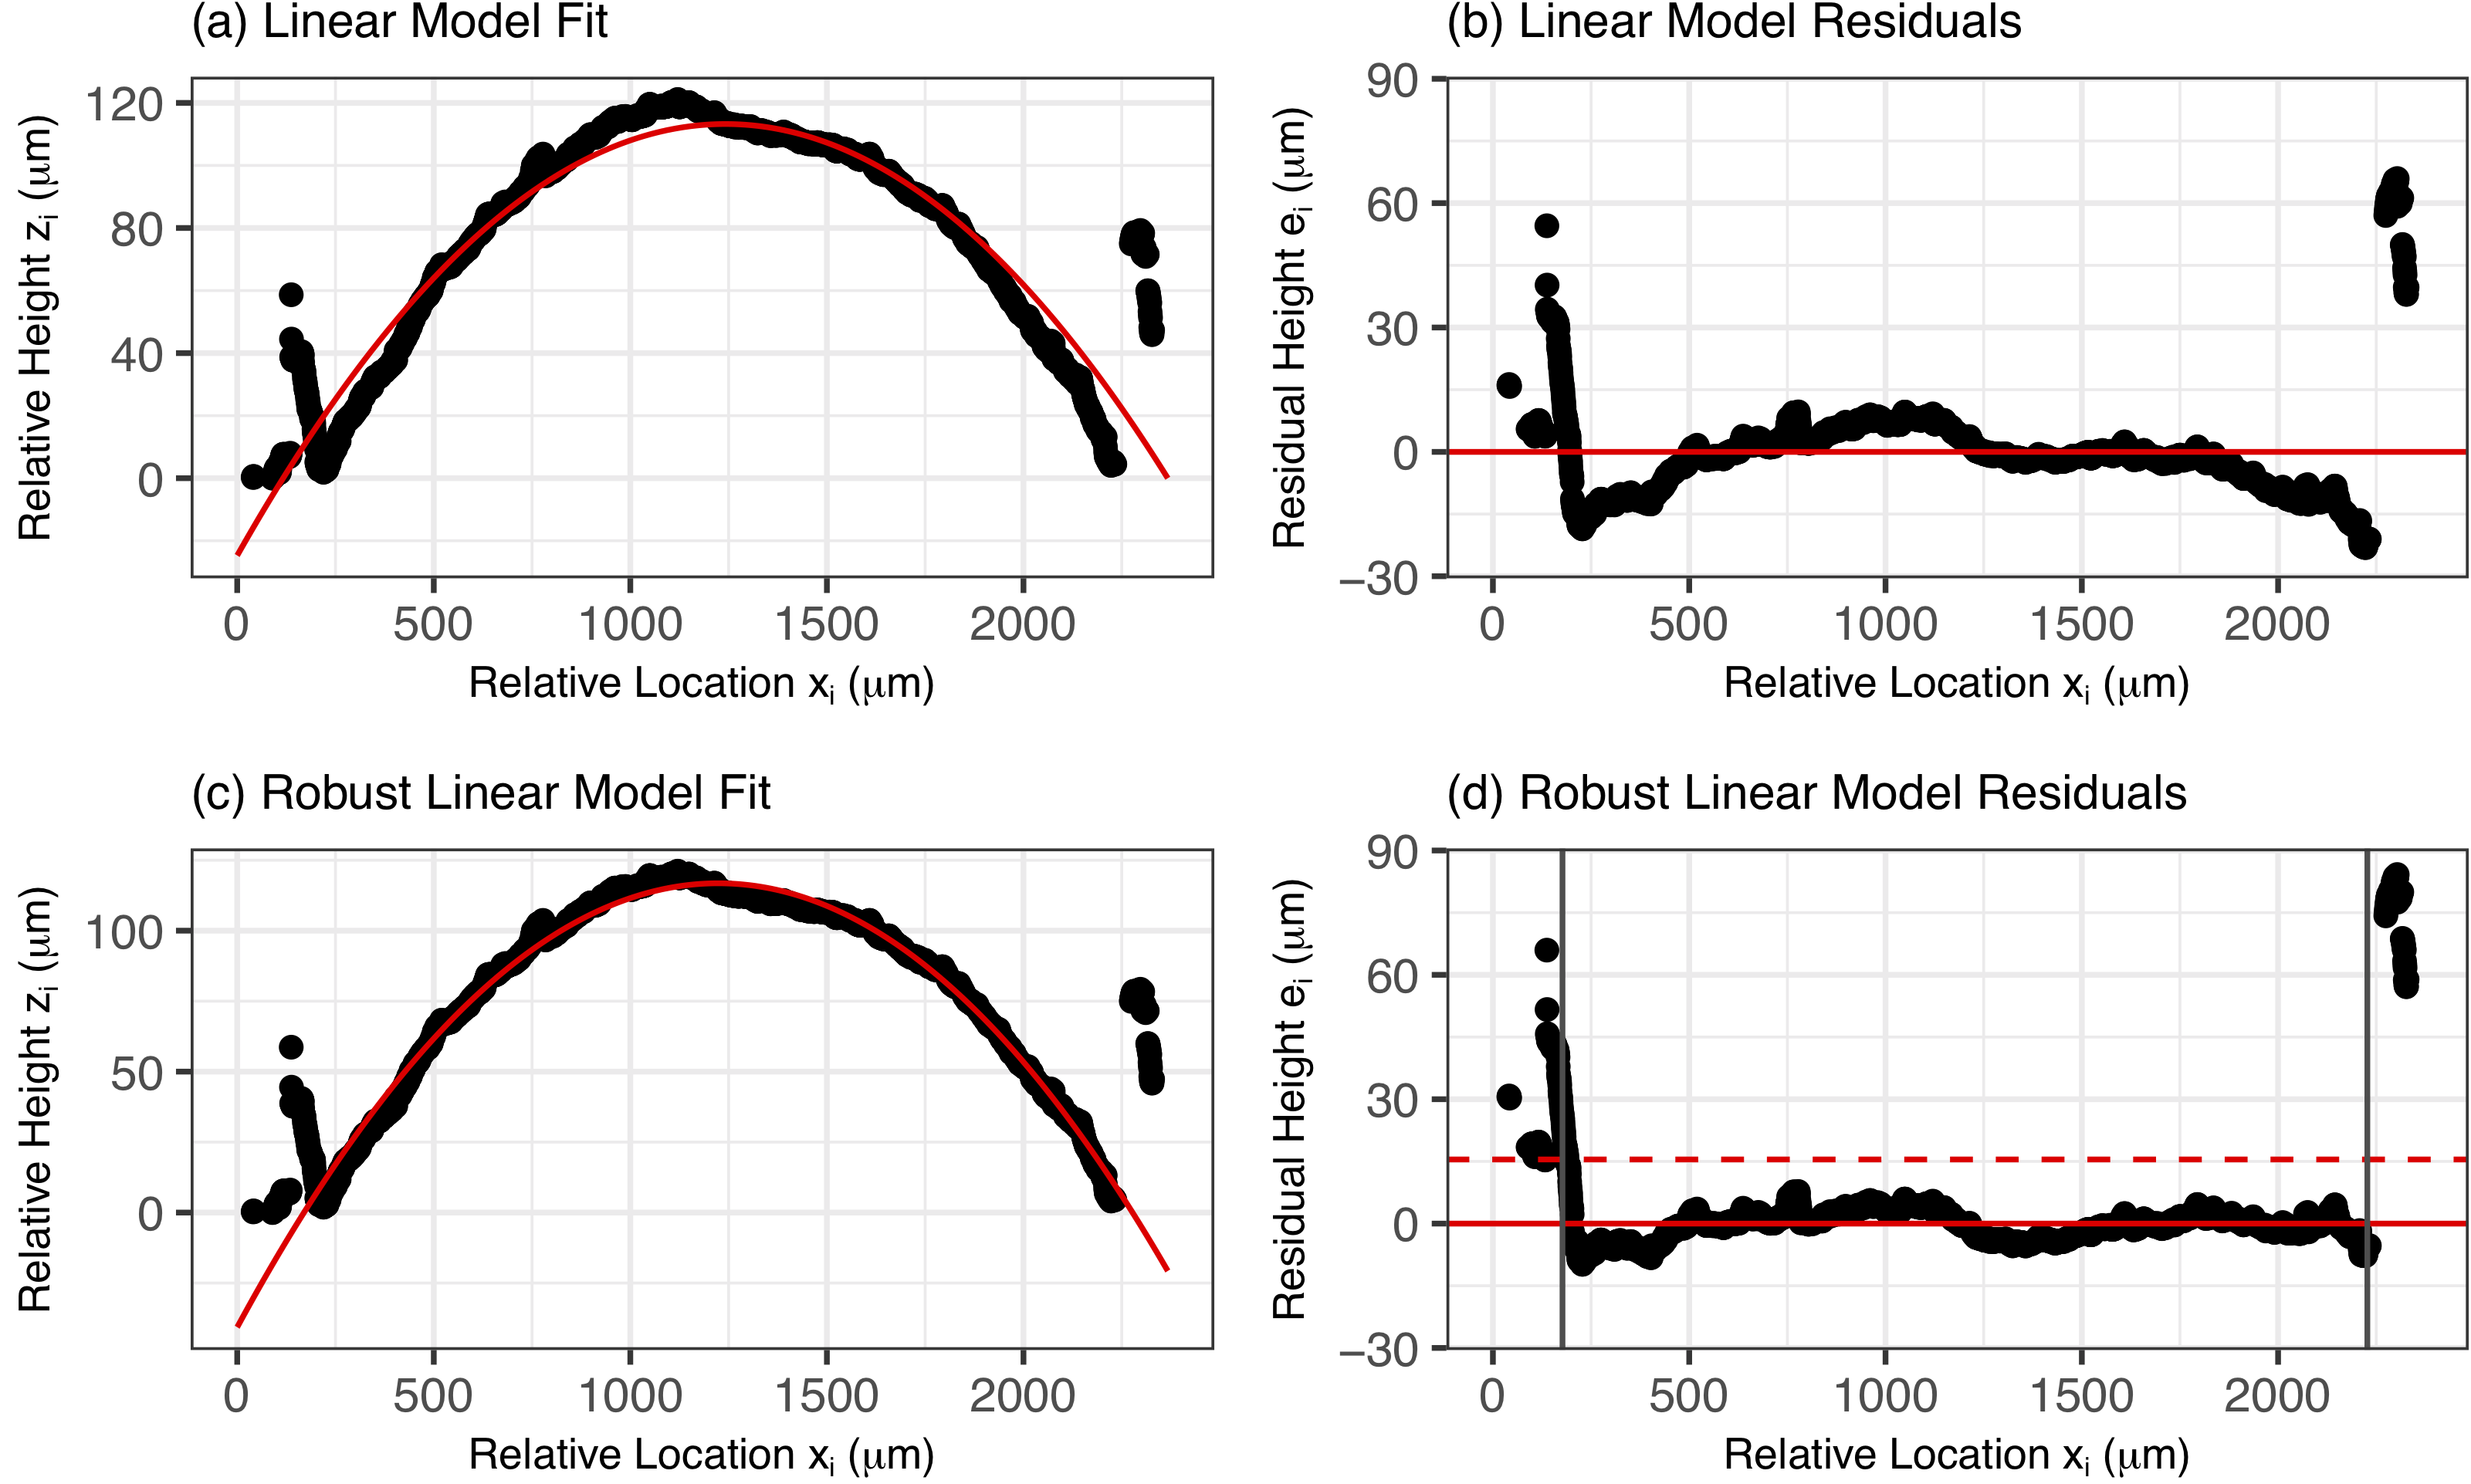 (a) Linear Model Fit
Relative Height zᵢ (μm)
120
80
40
0
0 500 1000 1500 2000
Relative Location xᵢ (μm)
(b) Linear Model Residuals
Residual Height eᵢ (μm)
90
60
30
0
−30
0 500 1000 1500 2000
Relative Location xᵢ (μm)
(c) Robust Linear Model Fit
Relative Height zᵢ (μm)
100
50
0
0 500 1000 1500 2000
Relative Location xᵢ (μm)
(d) Robust Linear Model Residuals
Residual Height eᵢ (μm)
90
60
30
0
−30
0 500 1000 1500 2000
Relative Location xᵢ (μm)